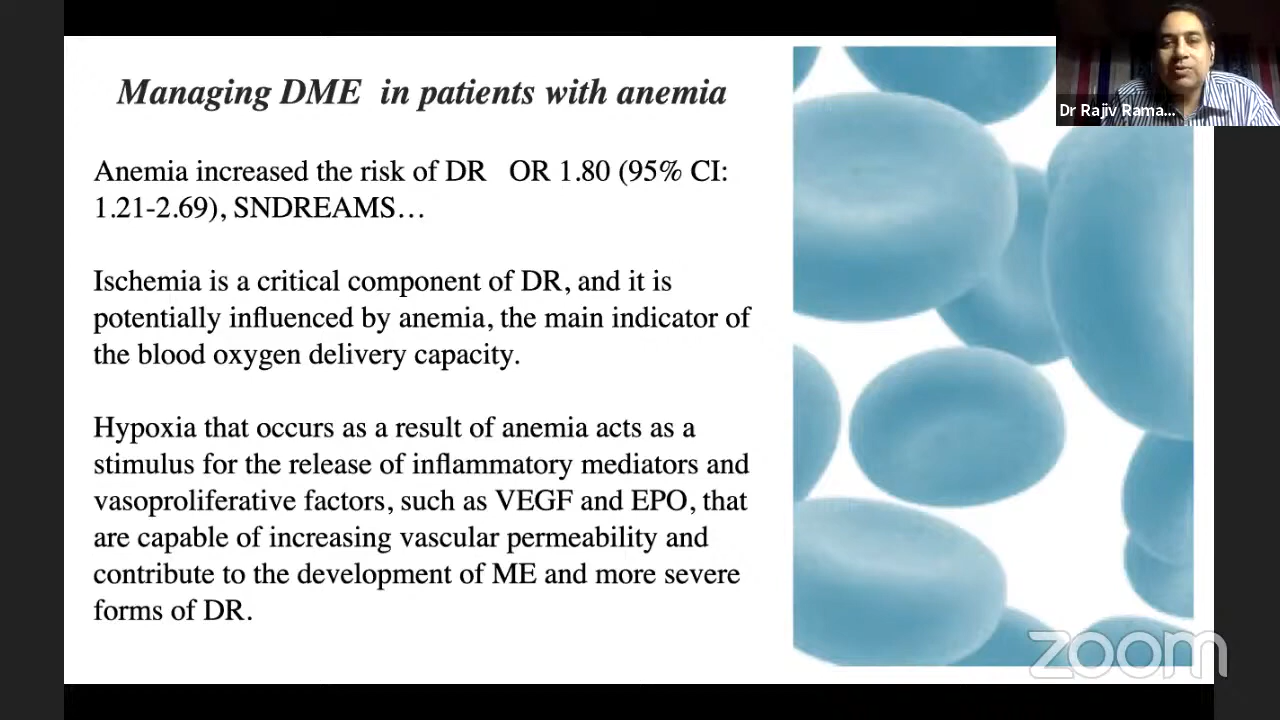 Managing DME in patients with anemia
Dr Rajiv Rama...
Anemia increased the risk of DR OR 1.80 (95% CI:
1.21-2.69), SNDREAMS…
Ischemia is a critical component of DR, and it is
potentially influenced by anemia, the main indicator of
the blood oxygen delivery capacity.
Hypoxia that occurs as a result of anemia acts as a
stimulus for the release of inflammatory mediators and
vasoproliferative factors, such as VEGF and EPO, that
are capable of increasing vascular permeability and
contribute to the development of ME and more severe
forms of DR.
zoom